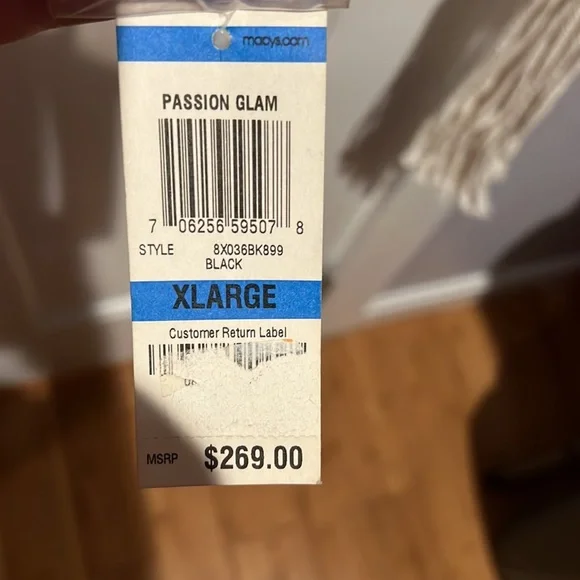 macys.com
PASSION GLAM
7 06256 59507 8
STYLE 8X036BK899
BLACK
XLARGE
Customer Return Label
MSRP $269.00